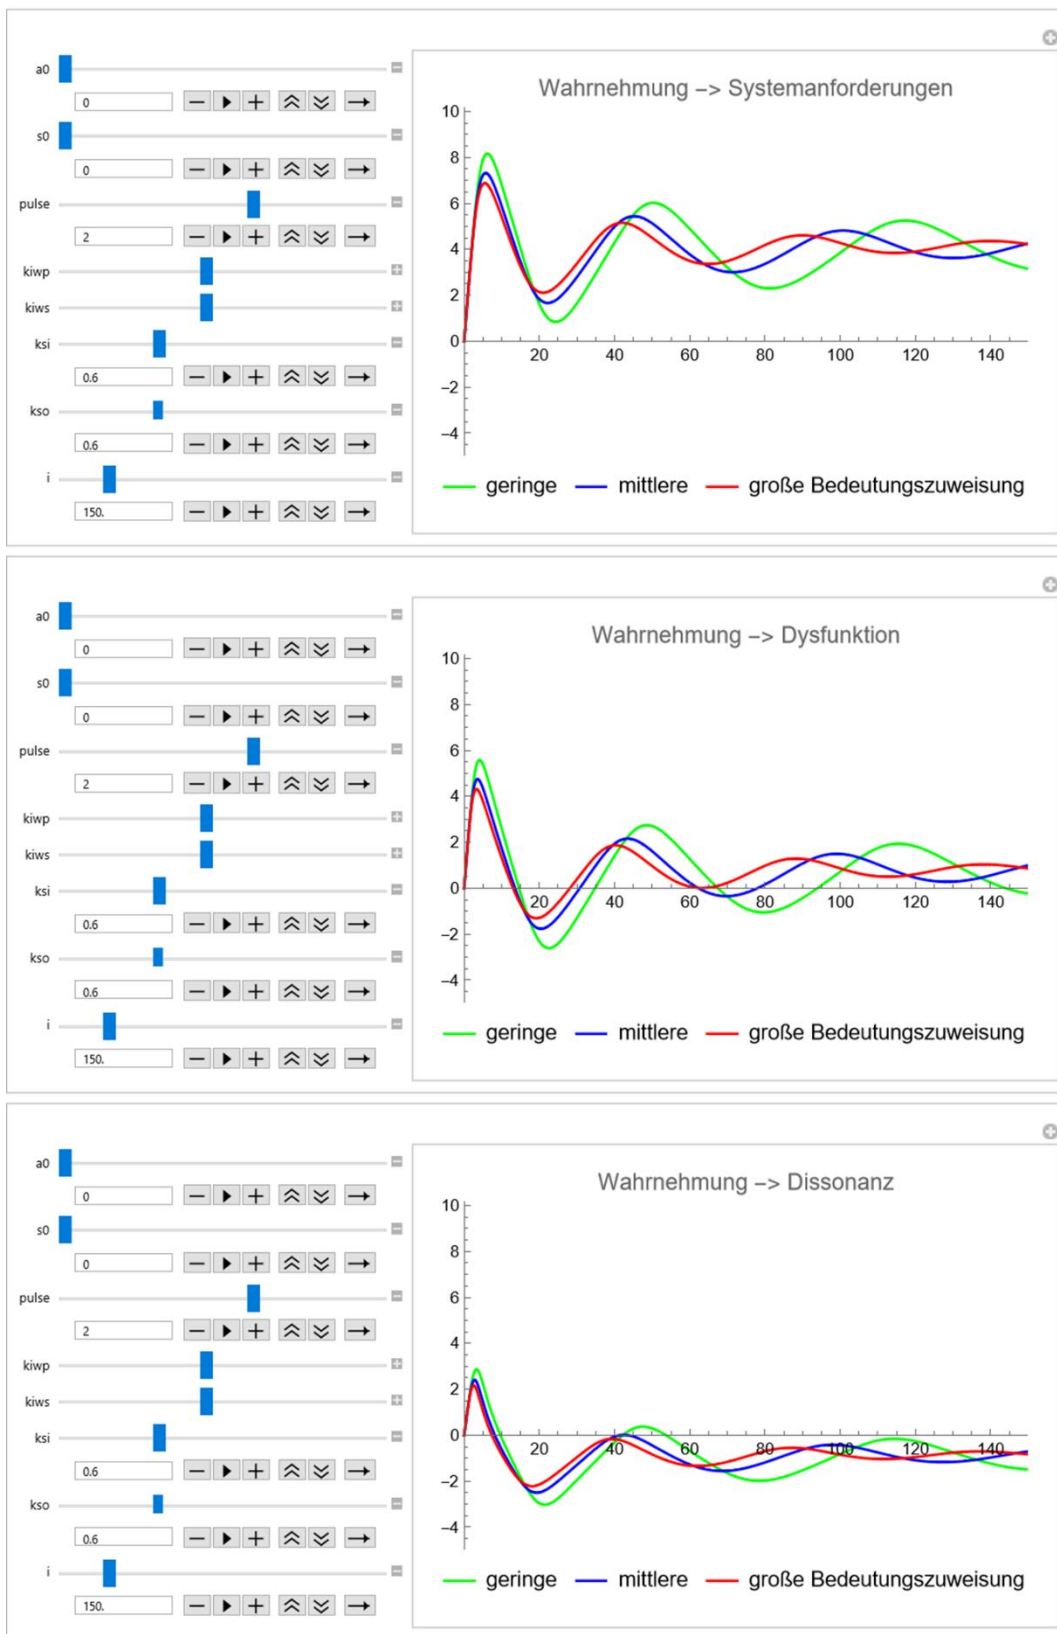 a0
0
s0
0
pulse
2
kiwp
kiws
ksi
0.6
kso
0.6
i
150.
Wahrnehmung –> Systemanforderungen
10
8
6
4
2
0
20 40 60 80 100 120 140
−2
−4
geringe mittlere große Bedeutungszuweisung
a0
0
s0
0
pulse
2
kiwp
kiws
ksi
0.6
kso
0.6
i
150.
Wahrnehmung –> Dysfunktion
10
8
6
4
2
0
20 40 60 80 100 120 140
−2
−4
geringe mittlere große Bedeutungszuweisung
a0
0
s0
0
pulse
2
kiwp
kiws
ksi
0.6
kso
0.6
i
150.
Wahrnehmung –> Dissonanz
10
8
6
4
2
0
20 40 60 80 100 120 140
−2
−4
geringe mittlere große Bedeutungszuweisung